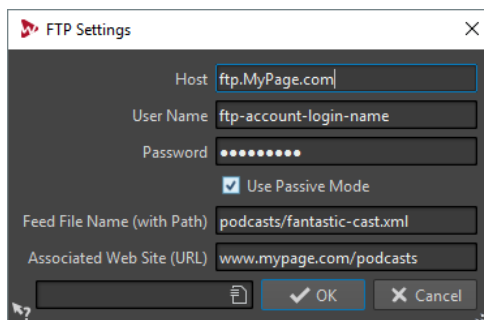 FTP Settings
Host ftp.MyPage.com
User Name ftp-account-login-name
Password •••••••••
Use Passive Mode
Feed File Name (with Path) podcasts/fantastic-cast.xml
Associated Web Site (URL) www.mypage.com/podcasts
OK Cancel